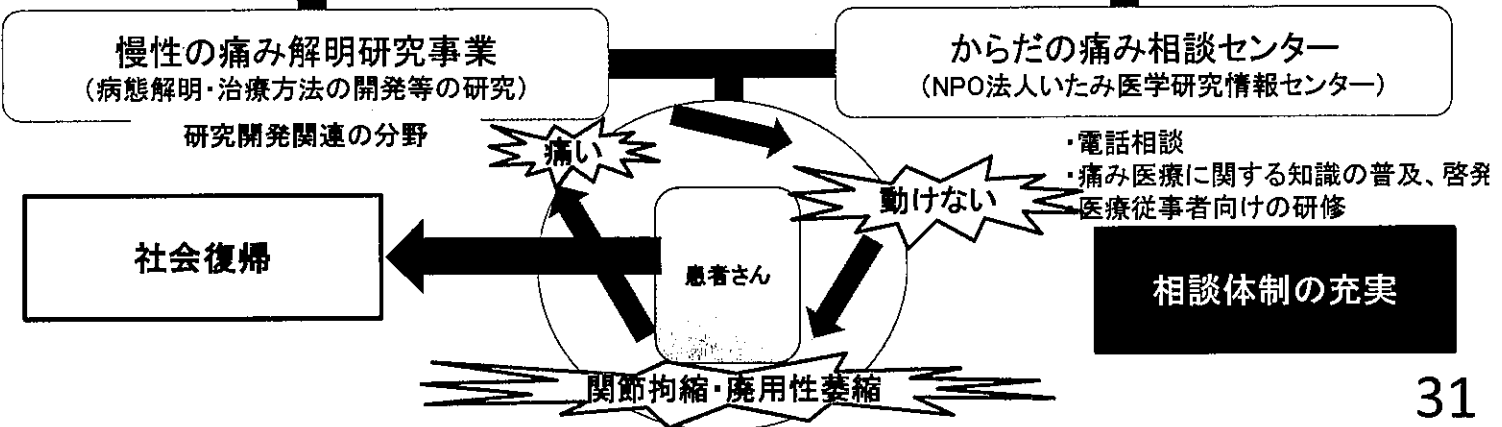 慢性の痛み解明研究事業
(病態解明・治療方法の開発等の研究)
研究開発関連の分野
からだの痛み相談センター
(NPO法人いたみ医学研究情報センター)
・電話相談
・痛み医療に関する知識の普及、啓発
・医療従事者向けの研修
痛い
動けない
社会復帰
患者さん
相談体制の充実
関節拘縮・廃用性萎縮
31